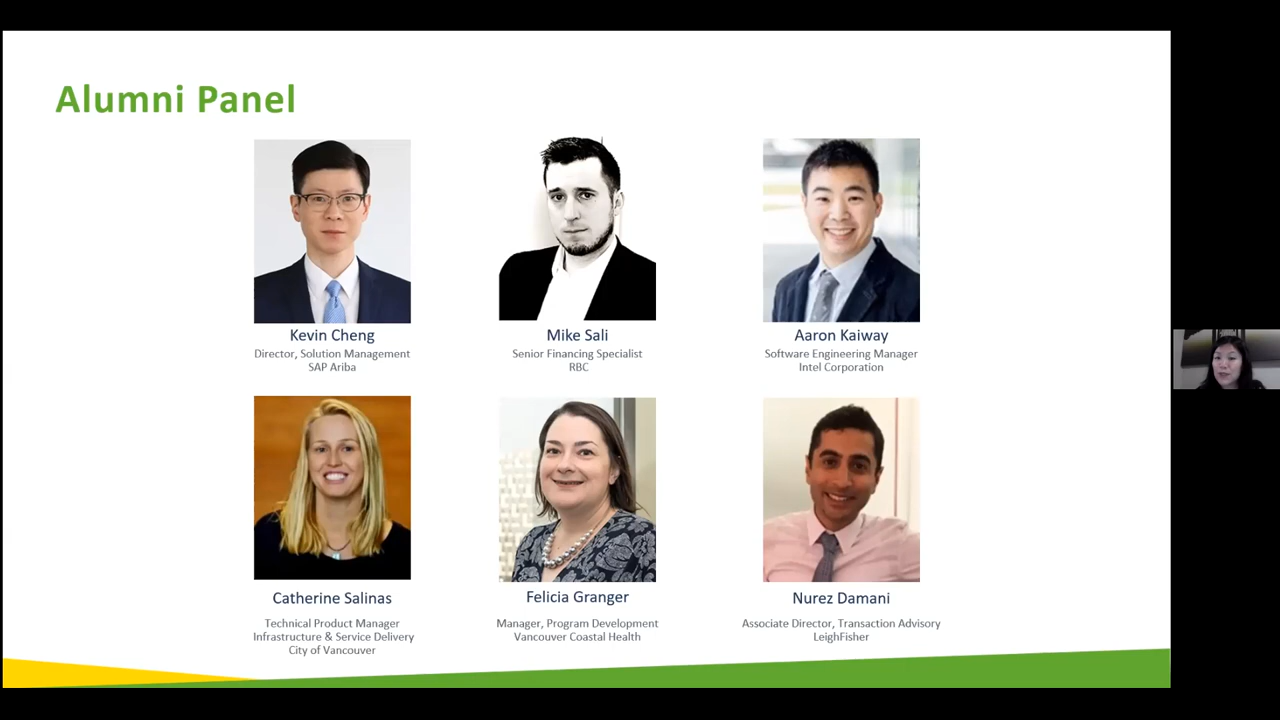 Alumni Panel
Kevin Cheng
Director, Solution Management
SAP Ariba
Mike Sali
Senior Financing Specialist
RBC
Aaron Kaiway
Software Engineering Manager
Intel Corporation
Catherine Salinas
Technical Product Manager
Infrastructure & Service Delivery
City of Vancouver
Felicia Granger
Manager, Program Development
Vancouver Coastal Health
Nurez Damani
Associate Director, Transaction Advisory
LeighFisher